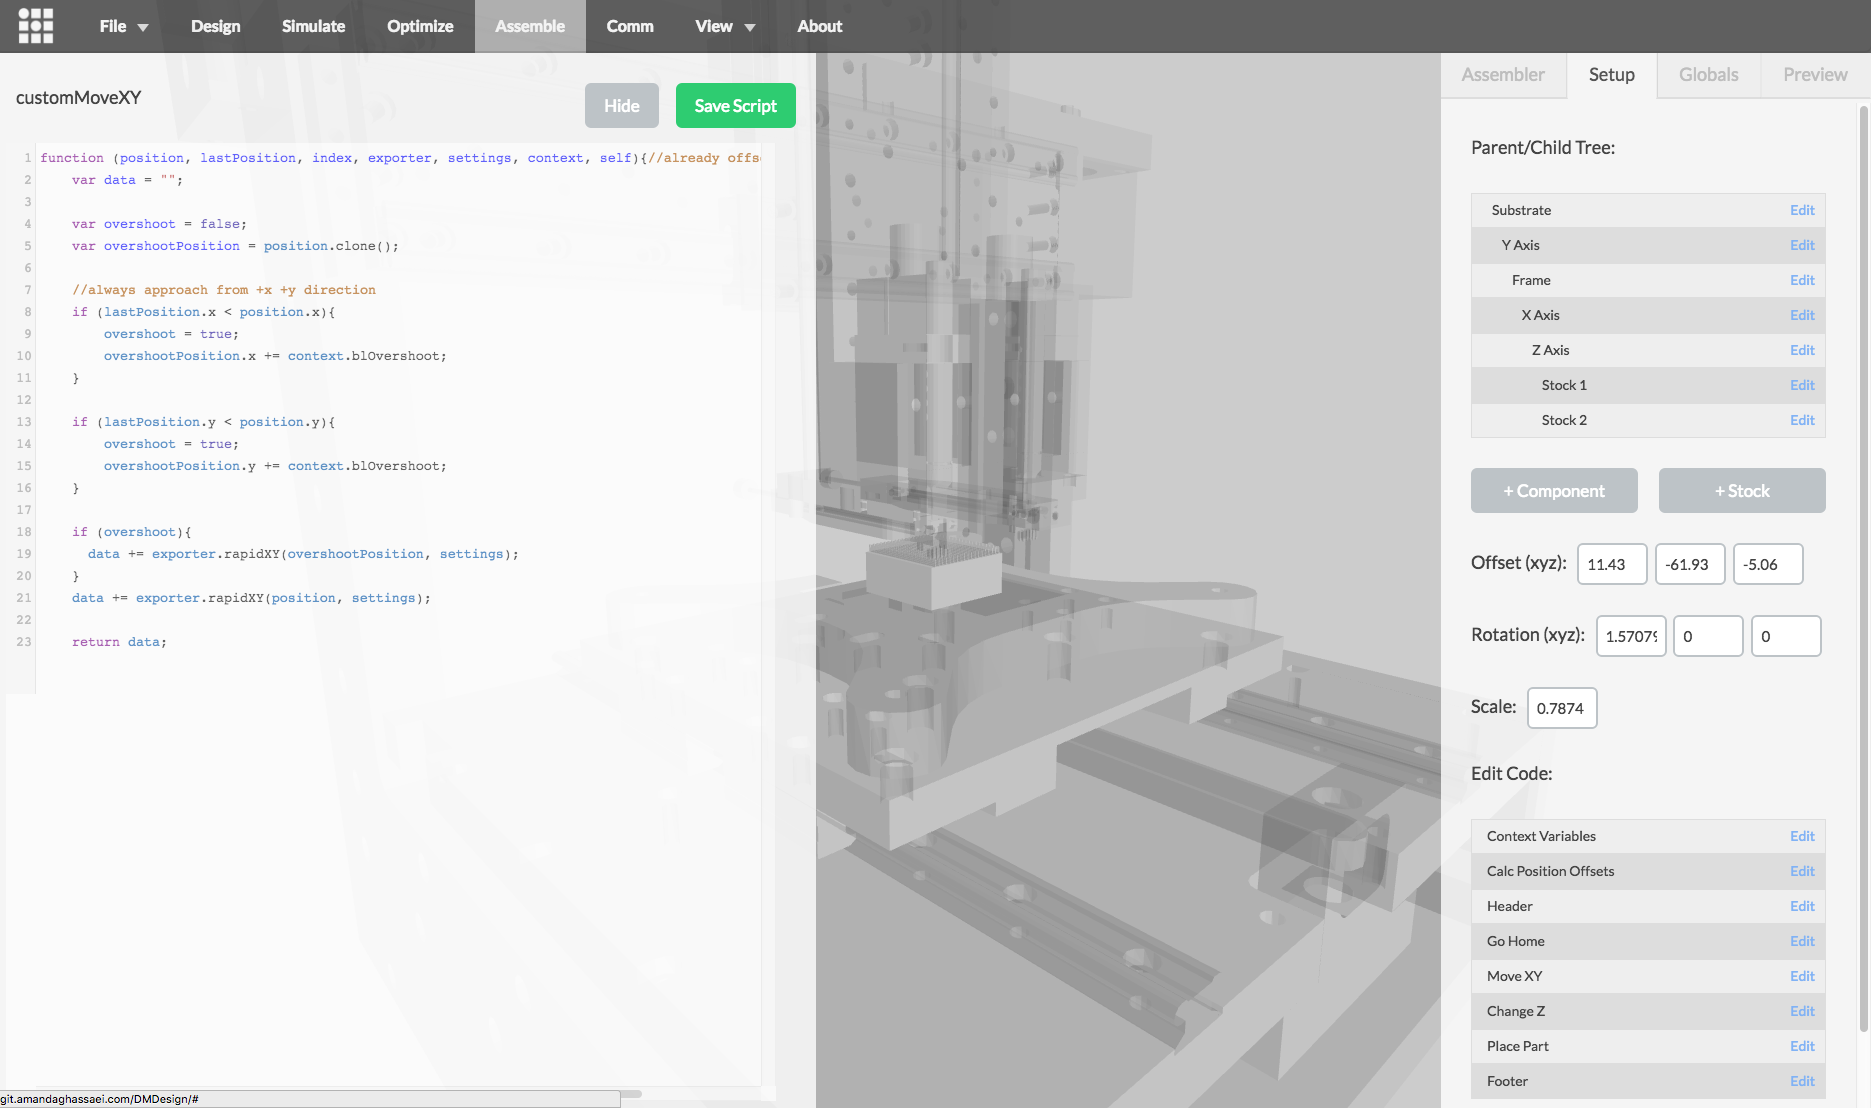 File
Design
Simulate
Optimize
Assemble
Comm
View
About
customMoveXY
Hide
Save Script
1 function (position, lastPosition, index, exporter, settings, context, self){//already offs
2     var data = "";
3
4     var overshoot = false;
5     var overshootPosition = position.clone();
6
7     //always approach from +x +y direction
8     if (lastPosition.x < position.x){
9         overshoot = true;
10         overshootPosition.x += context.blOvershoot;
11     }
12
13     if (lastPosition.y < position.y){
14         overshoot = true;
15         overshootPosition.y += context.blOvershoot;
16     }
17
18     if (overshoot){
19       data += exporter.rapidXY(overshootPosition, settings);
20     }
21     data += exporter.rapidXY(position, settings);
22
23     return data;
git.amandaghassaei.com/DMDesign/#
Assembler
Setup
Globals
Preview
Parent/Child Tree:
Substrate Edit
Y Axis Edit
Frame Edit
X Axis Edit
Z Axis Edit
Stock 1 Edit
Stock 2 Edit
+ Component
+ Stock
Offset (xyz): 11.43 -61.93 -5.06
Rotation (xyz): 1.57079 0 0
Scale: 0.7874
Edit Code:
Context Variables Edit
Calc Position Offsets Edit
Header Edit
Go Home Edit
Move XY Edit
Change Z Edit
Place Part Edit
Footer Edit